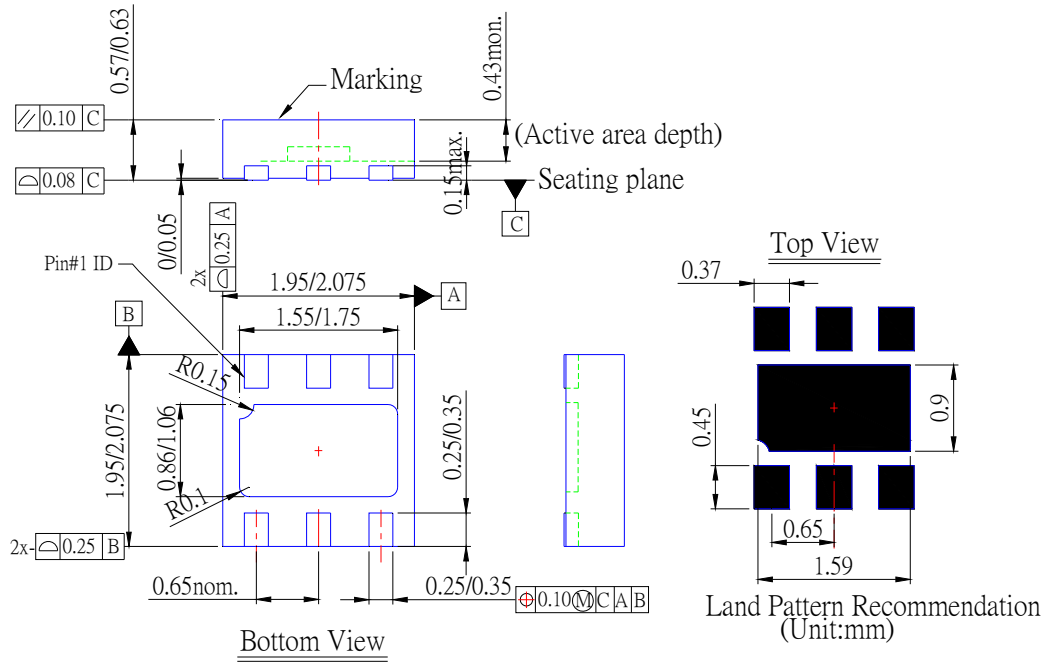 0.57/0.63
Marking
0.43mon.
0.10 C
(Active area depth)
0.15max.
0.08 C
Seating plane
C
0/0.05
2x 0.25 A
Pin#1 ID
1.95/2.075
A
1.55/1.75
B
R0.15
1.95/2.075
0.86/1.06
R0.1
0.25/0.35
2x- 0.25 B
0.65nom.
0.25/0.35
0.10 Ⓜ C A B
Bottom View
Top View
0.37
0.45
0.9
0.65
1.59
Land Pattern Recommendation
(Unit:mm)